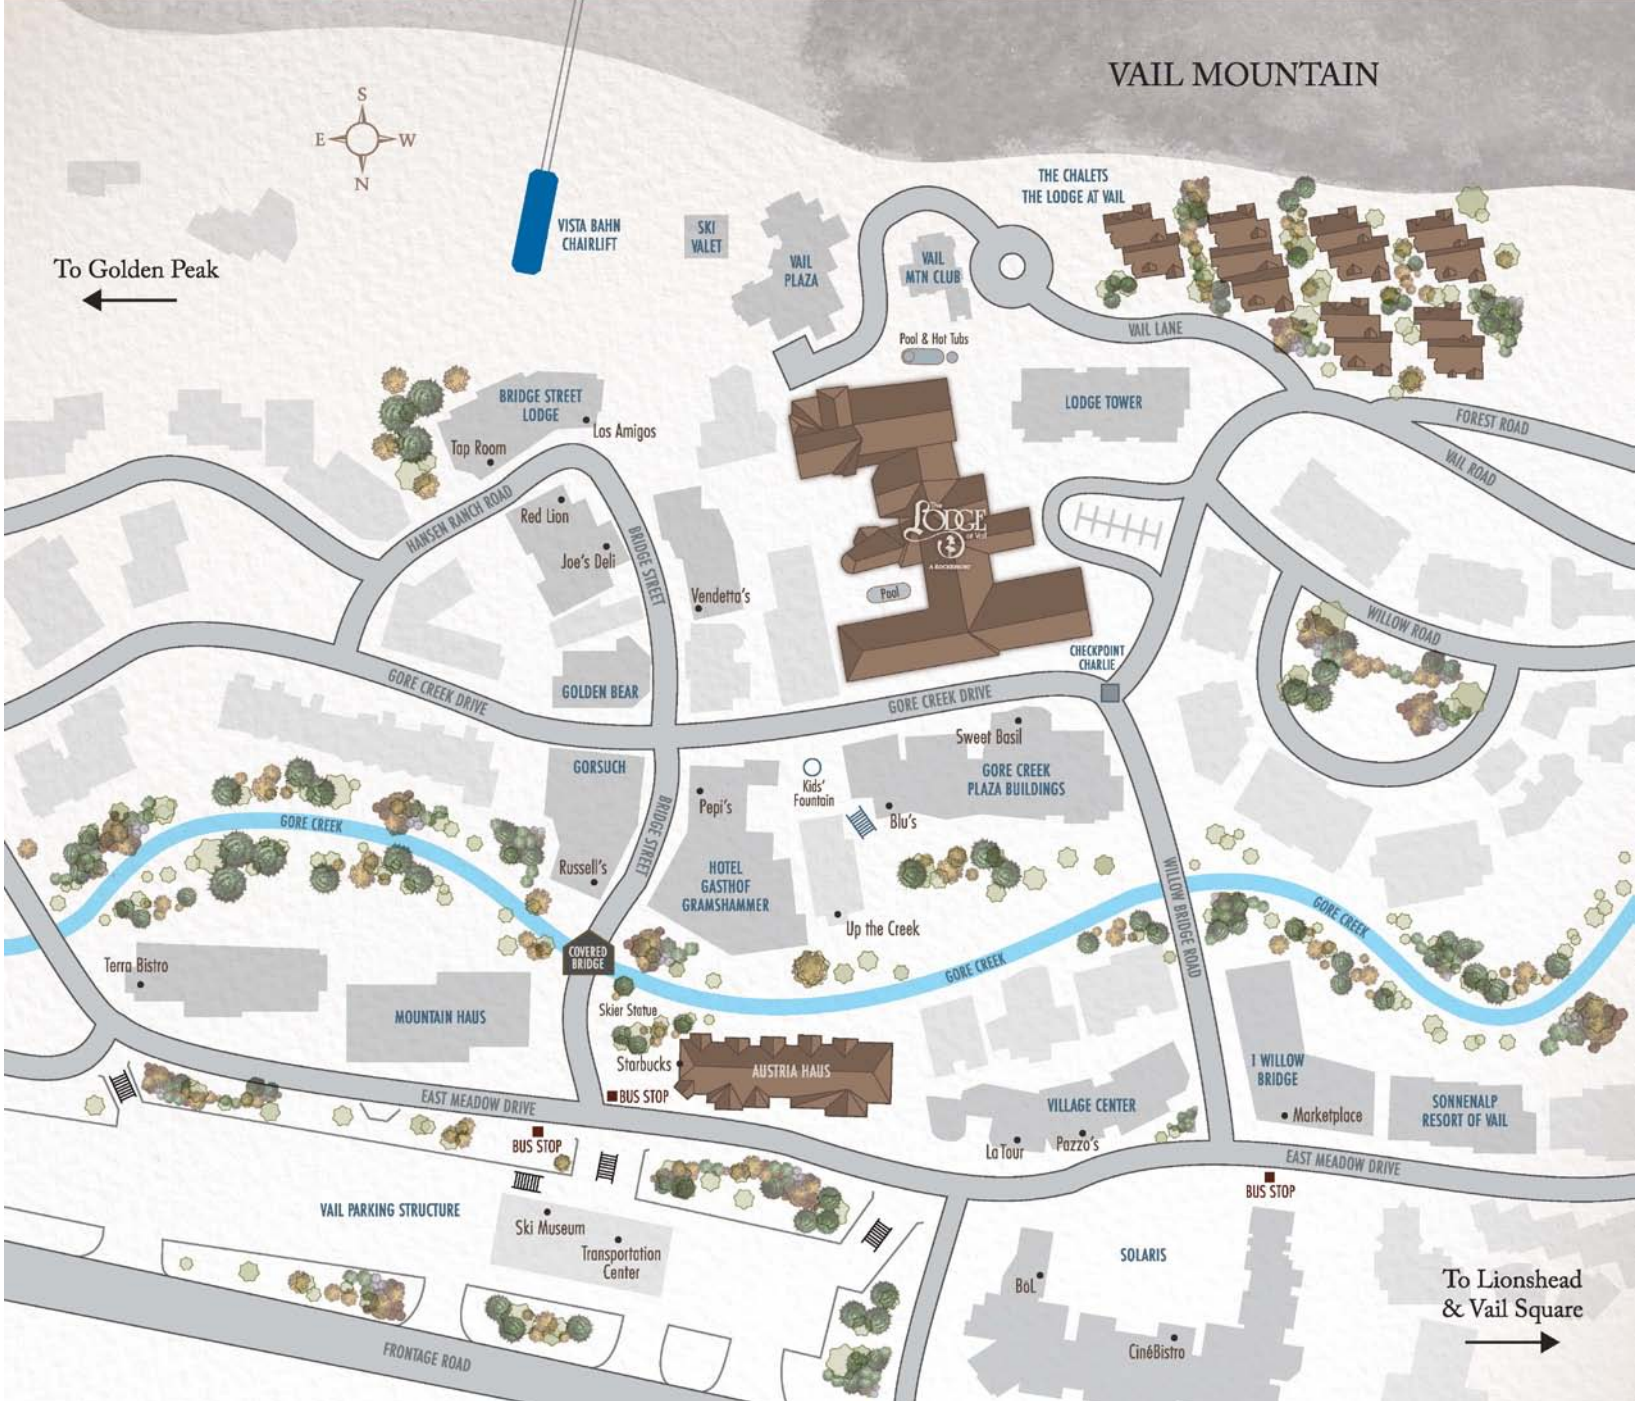 VAIL MOUNTAIN
S
E
W
N
THE CHALETS
THE LODGE AT VAIL
VISTA BAHN
CHAIRLIFT
SKI
VALET
VAIL
PLAZA
VAIL
MTN CLUB
To Golden Peak
VAIL LANE
Pool & Hot Tubs
BRIDGE STREET
LODGE
LODGE TOWER
FOREST ROAD
Los Amigos
Tap Room
VAIL ROAD
HANSEN RANCH ROAD
Red Lion
BRIDGE STREET
The
LODGE
at Vail
A ROCKRESORT
Joe's Deli
Vendetta's
Pool
WILLOW ROAD
CHECKPOINT
CHARLIE
GORE CREEK DRIVE
GOLDEN BEAR
GORE CREEK DRIVE
Sweet Basil
GORSUCH
GORE CREEK
PLAZA BUILDINGS
Kids'
Fountain
Pepi's
GORE CREEK
BRIDGE STREET
Blu's
Russell's
HOTEL
GASTHOF
GRAMSHAMMER
WILLOW BRIDGE ROAD
GORE CREEK
Up the Creek
COVERED
BRIDGE
Terra Bistro
GORE CREEK
MOUNTAIN HAUS
Skier Statue
Starbucks
AUSTRIA HAUS
1 WILLOW
BRIDGE
BUS STOP
EAST MEADOW DRIVE
VILLAGE CENTER
Marketplace
SONNENALP
RESORT OF VAIL
BUS STOP
La Tour
Pazzo's
EAST MEADOW DRIVE
BUS STOP
VAIL PARKING STRUCTURE
Ski Museum
Transportation
Center
SOLARIS
BōL
To Lionshead
& Vail Square
CinéBistro
FRONTAGE ROAD